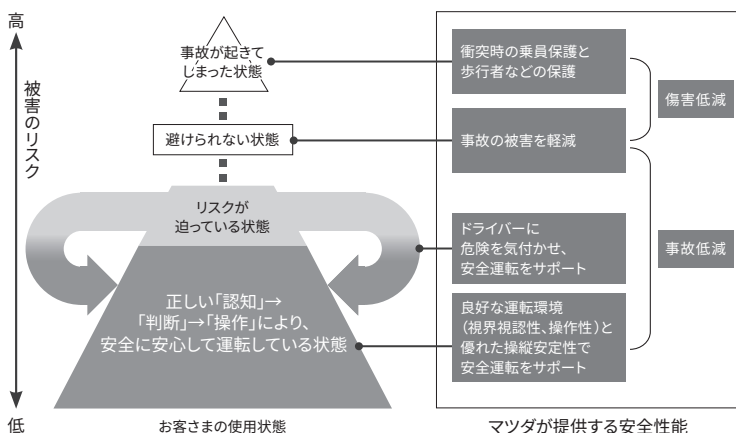 高
被害のリスク
低
事故が起きて
しまった状態
避けられない状態
リスクが
迫っている状態
正しい「認知」→
「判断」→「操作」により、
安全に安心して運転している状態
お客さまの使用状態
衝突時の乗員保護と
歩行者などの保護
事故の被害を軽減
ドライバーに
危険を気付かせ、
安全運転をサポート
良好な運転環境
（視界視認性、操作性）と
優れた操縦安定性で
安全運転をサポート
傷害低減
事故低減
マツダが提供する安全性能